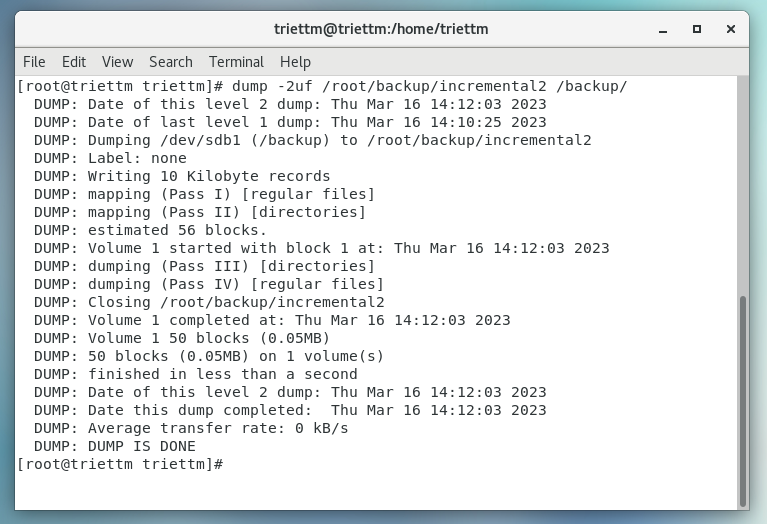 triettm@triettm:/home/triettm
File Edit View Search Terminal Help
[root@triettm triettm]# dump -2uf /root/backup/incremental2 /backup/
  DUMP: Date of this level 2 dump: Thu Mar 16 14:12:03 2023
  DUMP: Date of last level 1 dump: Thu Mar 16 14:10:25 2023
  DUMP: Dumping /dev/sdb1 (/backup) to /root/backup/incremental2
  DUMP: Label: none
  DUMP: Writing 10 Kilobyte records
  DUMP: mapping (Pass I) [regular files]
  DUMP: mapping (Pass II) [directories]
  DUMP: estimated 56 blocks.
  DUMP: Volume 1 started with block 1 at: Thu Mar 16 14:12:03 2023
  DUMP: dumping (Pass III) [directories]
  DUMP: dumping (Pass IV) [regular files]
  DUMP: Closing /root/backup/incremental2
  DUMP: Volume 1 completed at: Thu Mar 16 14:12:03 2023
  DUMP: Volume 1 50 blocks (0.05MB)
  DUMP: 50 blocks (0.05MB) on 1 volume(s)
  DUMP: finished in less than a second
  DUMP: Date of this level 2 dump: Thu Mar 16 14:12:03 2023
  DUMP: Date this dump completed:  Thu Mar 16 14:12:03 2023
  DUMP: Average transfer rate: 0 kB/s
  DUMP: DUMP IS DONE
[root@triettm triettm]#